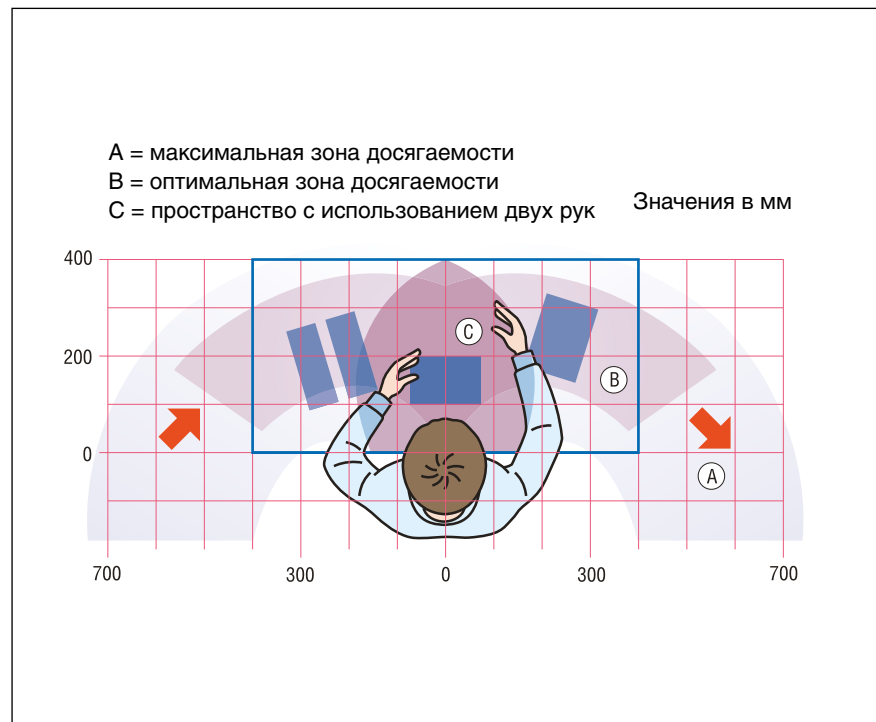 A = максимальная зона досягаемости
B = оптимальная зона досягаемости
C = пространство с использованием двух рук
Значения в мм
400
200
0
C
B
A
700 300 0 300 700